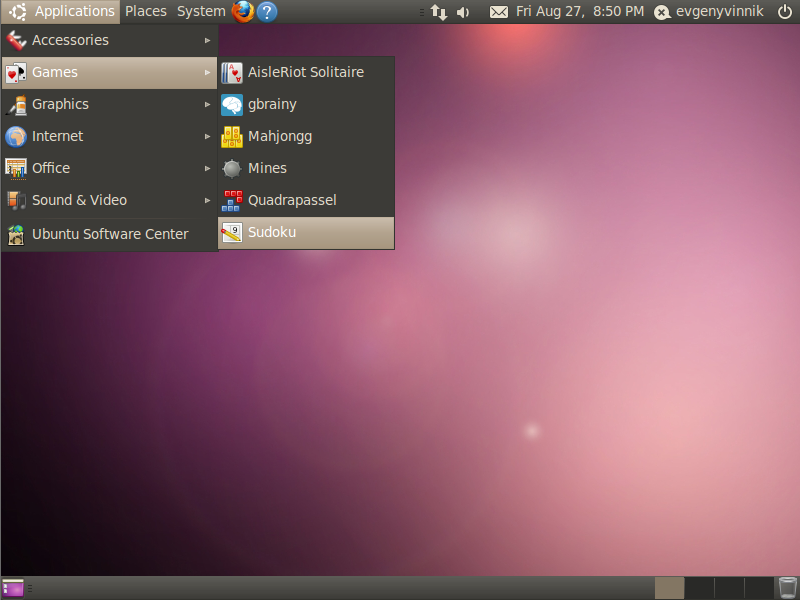 Applications Places System Fri Aug 27, 8:50 PM evgenyvinnik
Accessories
Games
Graphics
Internet
Office
Sound & Video
Ubuntu Software Center
AisleRiot Solitaire
gbrainy
Mahjongg
Mines
Quadrapassel
Sudoku